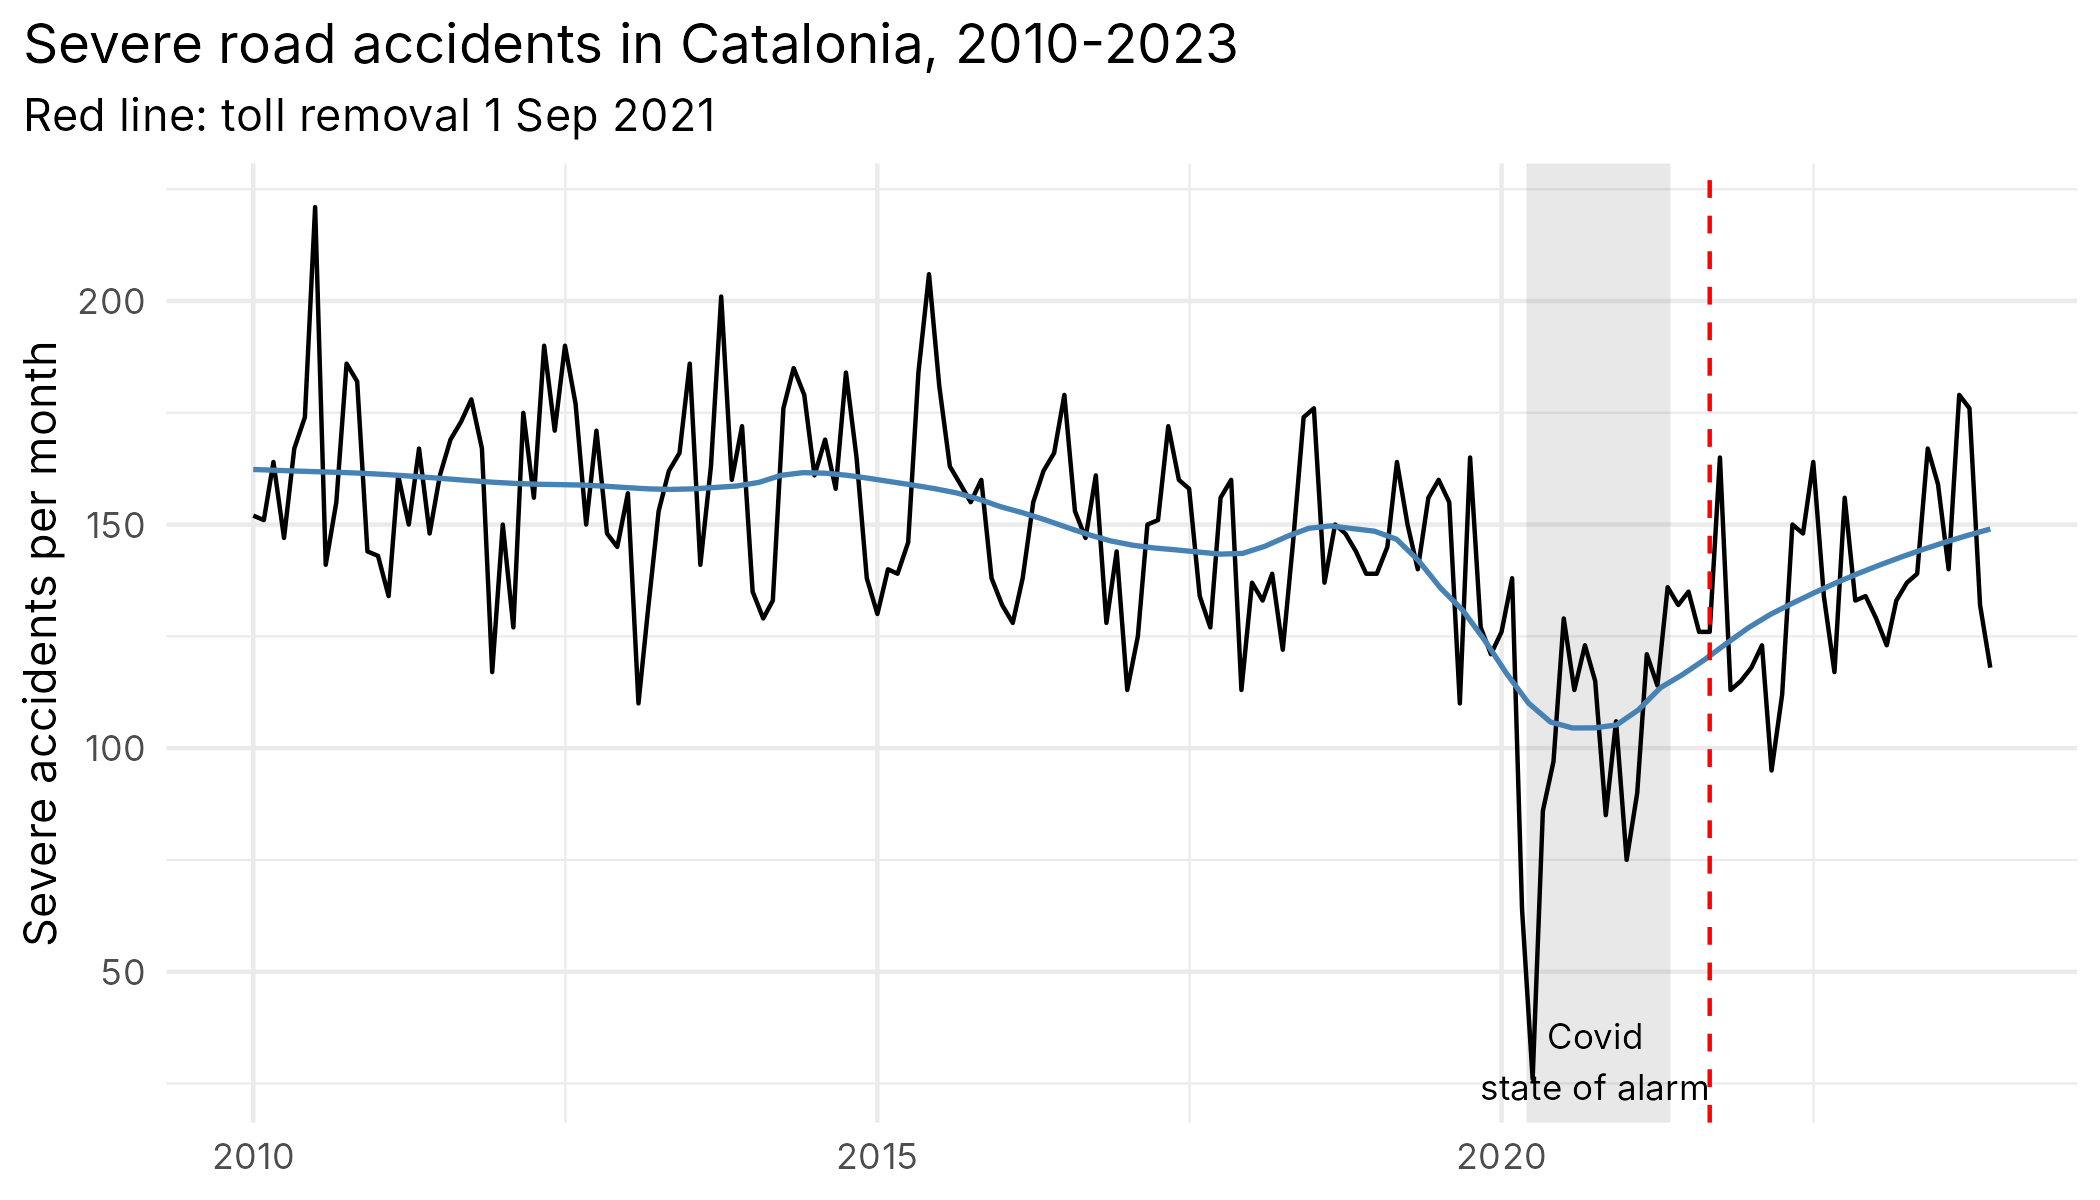 Severe road accidents in Catalonia, 2010-2023
Red line: toll removal 1 Sep 2021
Severe accidents per month
200
150
100
50
Covid
state of alarm
2010
2015
2020